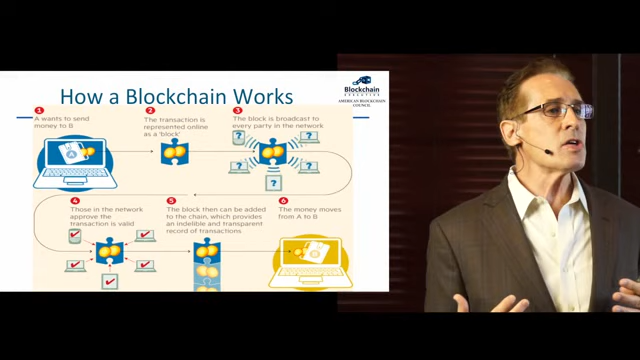 How a Blockchain Works
Blockchain
EXECUTIVE
AMERICAN BLOCKCHAIN
COUNCIL
1
A wants to send
money to B
2
The transaction is
represented online
as a 'block'
3
The block is broadcast to
every party in the network
?
?
?
?
?
4
Those in the network
approve the
transaction is valid
5
The block then can be added
to the chain, which provides
an indelible and transparent
record of transactions
6
The money moves
from A to B